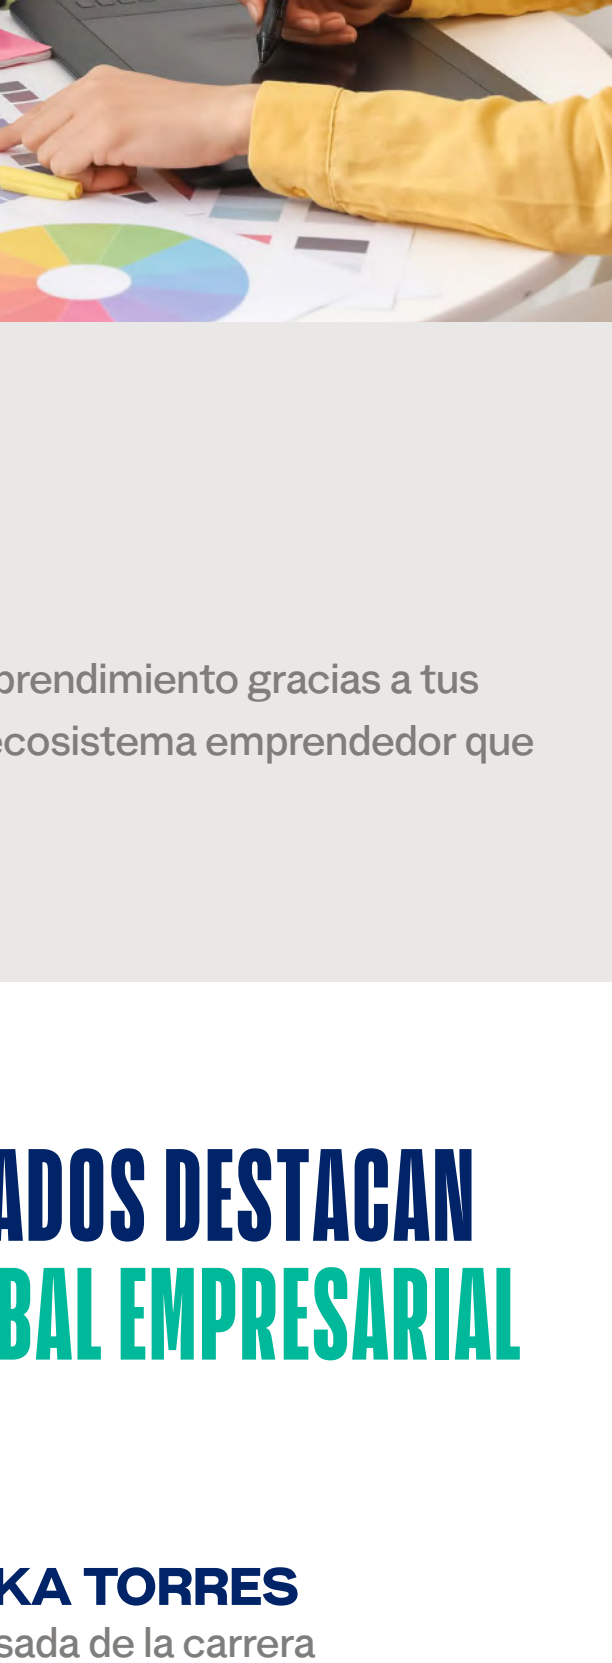 prendimiento gracias a tus
ecosistema emprendedor que
ADOS DESTACAN
BAL EMPRESARIAL
KA TORRES
sada de la carrera